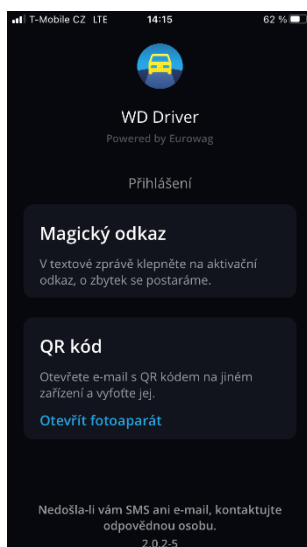 T-Mobile CZ LTE 14:15 62 %
WD Driver
Powered by Eurowag
Přihlášení
Magický odkaz
V textové zprávě klepněte na aktivační
odkaz, o zbytek se postaráme.
QR kód
Otevřete e-mail s QR kódem na jiném
zařízení a vyfoťte jej.
Otevřít fotoaparát
Nedošla-li vám SMS ani e-mail, kontaktujte
odpovědnou osobu.
2.0.2-5